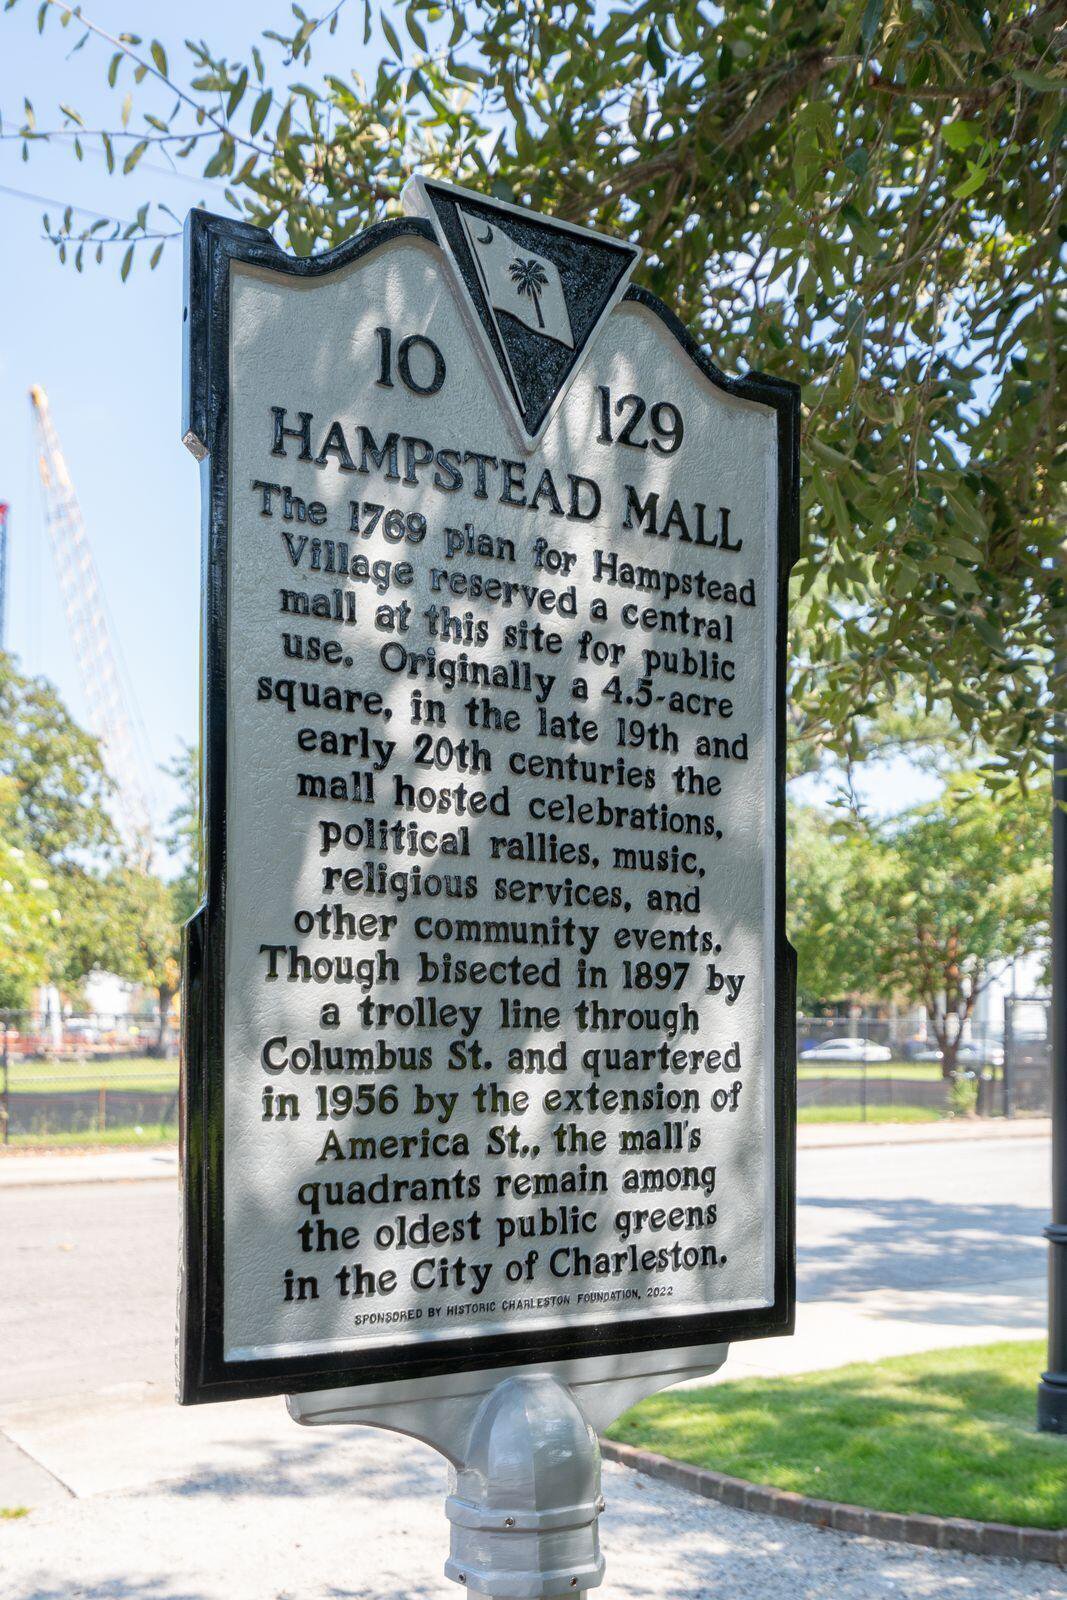 10 129
HAMPSTEAD MALL
The 1769 plan for Hampstead
Village reserved a central
mall at this site for public
use. Originally a 4.5-acre
square, in the late 19th and
early 20th centuries the
mall hosted celebrations,
political rallies, music,
religious services, and
other community events.
Though bisected in 1897 by
a trolley line through
Columbus St. and quartered
in 1956 by the extension of
America St., the mall's
quadrants remain among
the oldest public greens
in the City of Charleston.
SPONSORED BY HISTORIC CHARLESTON FOUNDATION, 2022